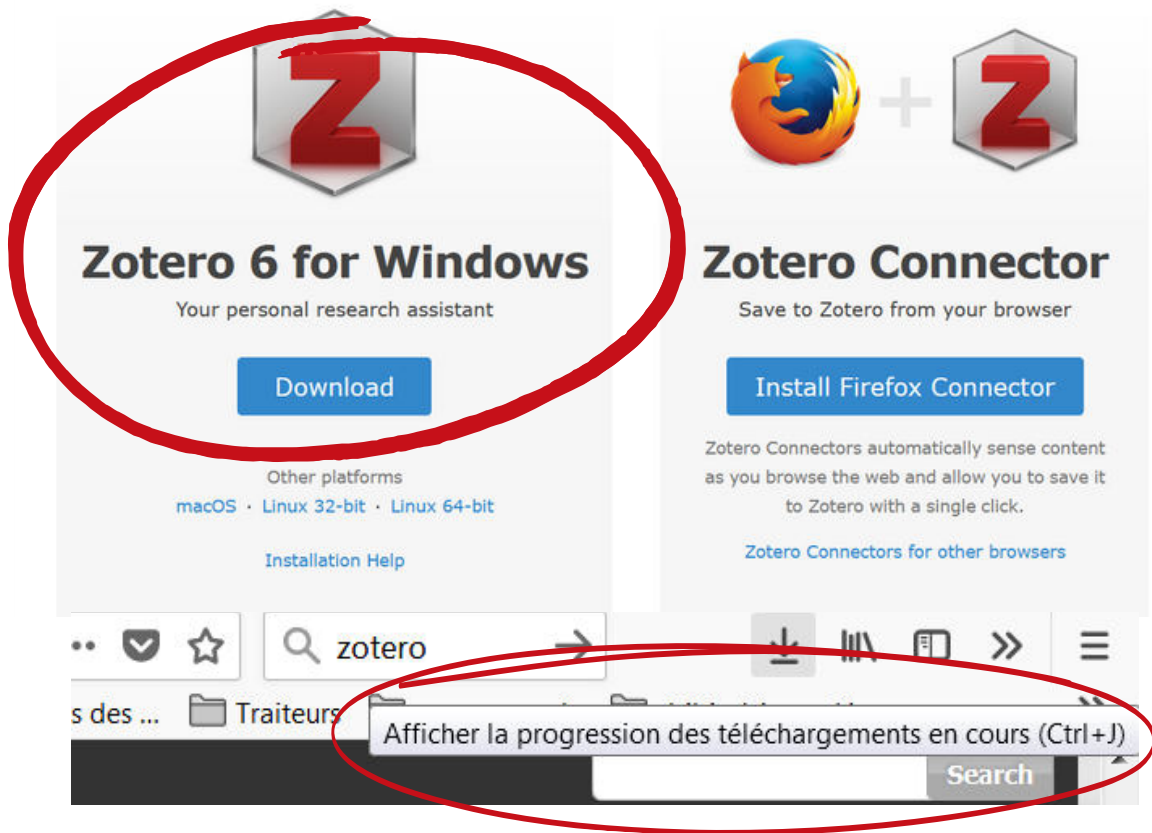 Z
Z
Zotero 6 for Windows
Your personal research assistant
Download
Other platforms
macOS · Linux 32-bit · Linux 64-bit
Installation Help
Zotero Connector
Save to Zotero from your browser
Install Firefox Connector
Zotero Connectors automatically sense content
as you browse the web and allow you to save it
to Zotero with a single click.
Zotero Connectors for other browsers
zotero
s des ... Traiteurs
Afficher la progression des téléchargements en cours (Ctrl+J)
Search